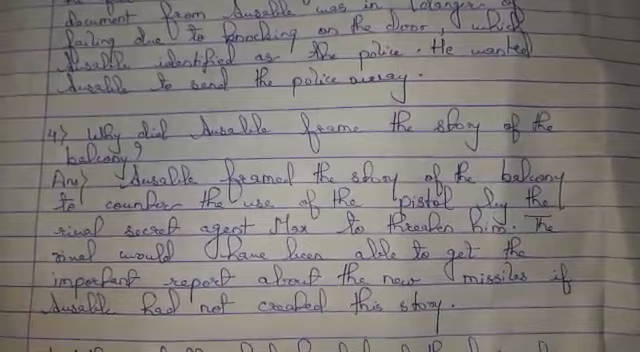 document from Ausable was in danger of
failing due to knocking on the door, which
Ausable identified as the police. He wanted
Ausable to send the police away.
4) Why did Ausable frame the story of the
balcony?
Ans) Ausable framed the story of the balcony
to counter the use of the pistol by the
rival secret agent Max to threaten him. The
rival would have been able to get the
important report about the new missiles if
Ausable had not created this story.